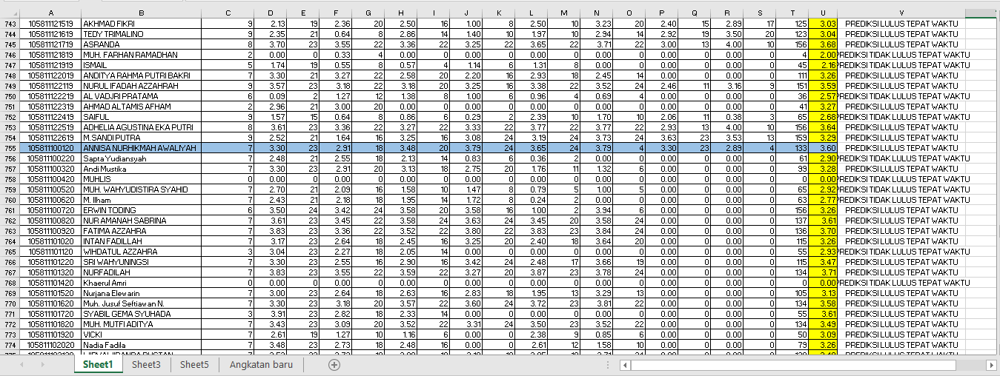 A B C D E F G H I J K L M N O P Q R S T U V
743 105811121519 AKHMAD FIKRI 9 2.13 19 2.36 20 2.50 16 1.00 8 2.50 10 3.23 20 2.40 15 2.89 17 125 3.03 PREDIKSI LULUS TEPAT WAKTU
744 105811121619 TEDY TRIMALINO 9 2.35 21 0.64 8 2.86 14 1.40 10 1.97 10 2.94 14 2.92 19 3.50 20 123 3.04 PREDIKSI LULUS TEPAT WAKTU
745 105811121719 ASRANDA 8 3.70 23 3.55 22 3.36 22 3.25 22 3.65 22 3.71 22 3.00 13 4.00 10 156 3.68 PREDIKSI LULUS TEPAT WAKTU
746 105811121819 MUH. FARHAN RAMADHAN 2 0.00 0 0.33 4 0.00 0 0.00 0 0.00 0 0.00 0 0.00 0 0.00 0 4 2.00 PREDIKSI TIDAK LULUS TEPAT WAKTU
747 105811121919 ISMAIL 5 1.74 19 0.55 8 0.57 4 1.14 6 1.31 8 0.00 0 0.00 0 0.00 0 45 2.16 PREDIKSI TIDAK LULUS TEPAT WAKTU
748 105811122019 ANDITYA RAHMA PUTRI BAKRI 7 3.30 21 3.27 22 2.58 20 2.20 16 2.93 18 2.45 14 0.00 0 0.00 0 111 3.26 PREDIKSI LULUS TEPAT WAKTU
749 105811122119 NURUL IFADAH AZZAHRAH 9 3.57 23 3.18 22 3.18 20 3.25 16 3.38 22 3.52 24 2.46 11 3.16 9 151 3.59 PREDIKSI LULUS TEPAT WAKTU
750 105811122219 AL VADJRI PRATAMA 6 0.09 2 1.27 12 1.38 8 1.00 6 0.96 4 0.69 4 0.00 0 0.00 0 36 2.57 PREDIKSI TIDAK LULUS TEPAT WAKTU
751 105811122319 AHMAD ALTAMIS AFHAM 2 2.96 21 3.00 20 0.00 0 0.00 0 0.00 0 0.00 0 0.00 0 0.00 0 41 3.27 PREDIKSI LULUS TEPAT WAKTU
752 105811122419 SAIFUL 9 1.57 15 0.64 8 0.86 6 0.29 2 2.39 10 1.70 10 2.06 11 0.38 3 65 2.68 PREDIKSI TIDAK LULUS TEPAT WAKTU
753 105811122519 ADHELIA AGUSTINA EKA PUTRI 8 3.61 23 3.36 22 3.27 22 3.33 22 3.77 22 3.77 22 2.93 13 4.00 10 156 3.64 PREDIKSI LULUS TEPAT WAKTU
754 105811122619 M.SANDI PUTRA 9 2.52 21 1.64 16 3.25 16 3.08 24 3.19 24 3.73 24 3.63 23 3.53 13 159 3.29 PREDIKSI LULUS TEPAT WAKTU
755 105811100120 ANNISA NURHIKMAH AWALIYAH 7 3.30 23 2.91 18 3.48 20 3.79 24 3.65 24 3.79 4 3.30 23 2.89 4 133 3.60 PREDIKSI LULUS TEPAT WAKTU
756 105811100220 Sapta Yudiansyah 7 2.48 21 2.55 18 2.13 14 0.83 6 0.36 2 0.00 0 0.00 0 0.00 0 61 2.90 PREDIKSI TIDAK LULUS TEPAT WAKTU
757 105811100320 Andi Mustika 7 3.30 23 2.91 20 3.13 18 2.75 20 1.76 11 1.32 6 0.00 0 0.00 0 99 3.28 PREDIKSI LULUS TEPAT WAKTU
758 105811100420 MUHLIS 0 0.00 0 0.00 0 0.00 0 0.00 0 0.00 0 0.00 0 0.00 0 0.00 0 0 0.00 PREDIKSI TIDAK LULUS TEPAT WAKTU
759 105811100520 MUH. WAHYUDISTIRA SYAHID 7 2.70 21 2.09 16 1.58 10 1.47 8 0.79 5 1.00 5 0.00 0 0.00 0 65 2.92 PREDIKSI TIDAK LULUS TEPAT WAKTU
760 105811100620 M. Ilham 7 2.43 21 2.18 18 1.95 14 1.72 8 0.24 2 0.00 0 0.00 0 0.00 0 63 2.77 PREDIKSI TIDAK LULUS TEPAT WAKTU
761 105811100720 ERWIN TODING 6 3.50 24 3.42 24 3.58 20 3.58 16 1.00 2 3.94 6 0.00 0 0.00 0 156 3.26 PREDIKSI LULUS TEPAT WAKTU
762 105811100820 NUR AMANAH SABRINA 7 3.61 23 3.45 22 3.58 24 3.63 24 3.45 20 3.58 24 0.00 0 0.00 0 137 3.61 PREDIKSI LULUS TEPAT WAKTU
763 105811100920 FATIMA AZZAHRA 7 3.83 23 3.36 22 3.52 22 3.80 22 3.83 23 3.84 24 0.00 0 0.00 0 136 3.70 PREDIKSI LULUS TEPAT WAKTU
764 105811101020 INTAN FADILLAH 7 3.17 23 2.64 18 2.45 16 3.25 20 2.40 18 3.64 20 0.00 0 0.00 0 115 3.26 PREDIKSI LULUS TEPAT WAKTU
765 105811101120 WIHDATUL AZZAHRA 3 3.04 23 2.27 18 2.05 14 0.00 0 0.00 0 0.00 0 0.00 0 0.00 0 55 2.93 PREDIKSI TIDAK LULUS TEPAT WAKTU
766 105811101220 SRI WAHYUNINGSI 7 3.30 23 2.55 16 2.90 16 3.42 24 2.48 17 3.66 19 0.00 0 0.00 0 115 3.47 PREDIKSI LULUS TEPAT WAKTU
767 105811101320 NURFADILAH 7 3.83 23 3.55 22 3.59 22 3.27 20 3.87 23 3.78 24 0.00 0 0.00 0 134 3.71 PREDIKSI LULUS TEPAT WAKTU
768 105811101420 Khaerul Amri 0 0.00 0 0.00 0 0.00 0 0.00 0 0.00 0 0.00 0 0.00 0 0.00 0 0 0.00 PREDIKSI TIDAK LULUS TEPAT WAKTU
769 105811101520 Nurjana Elewarin 7 3.00 23 2.64 18 2.63 16 2.83 18 1.95 13 3.29 13 0.00 0 0.00 0 105 3.13 PREDIKSI LULUS TEPAT WAKTU
770 105811101620 Muh. Jusuf Seftiawan N. 7 3.30 23 3.18 20 3.57 22 3.60 24 3.72 23 3.81 22 0.00 0 0.00 0 134 3.58 PREDIKSI LULUS TEPAT WAKTU
771 105811101720 SYABIL GEMA SYUHADA 3 3.91 23 2.82 18 2.33 14 0.00 0 0.00 0 0.00 0 0.00 0 0.00 0 55 3.61 PREDIKSI LULUS TEPAT WAKTU
772 105811101820 MUH. MUTFI ADITYA 7 3.43 23 3.09 20 3.52 22 3.31 24 3.50 23 3.52 22 0.00 0 0.00 0 134 3.49 PREDIKSI LULUS TEPAT WAKTU
773 105811101920 VICKI 7 2.61 19 1.27 10 1.16 6 0.00 0 2.38 9 0.85 6 0.00 0 0.00 0 50 3.09 PREDIKSI LULUS TEPAT WAKTU
774 105811102020 Nadia Fadila 7 3.48 23 2.73 18 2.48 16 0.00 0 2.61 12 1.58 10 0.00 0 0.00 0 79 3.26 PREDIKSI LULUS TEPAT WAKTU
Sheet1 Sheet3 Sheet5 Angkatan baru